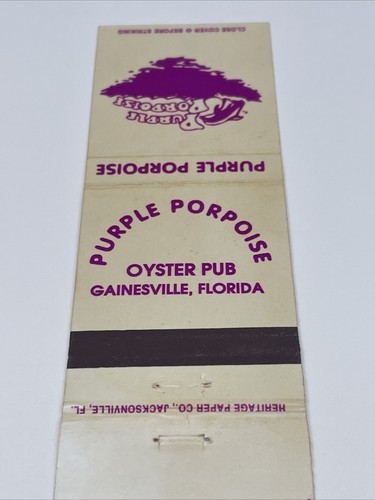 CLOSE COVER BEFORE STRIKING
PURPLE
PORPOISE
PURPLE PORPOISE
PURPLE PORPOISE
OYSTER PUB
GAINESVILLE, FLORIDA
HERITAGE PAPER CO., JACKSONVILLE, FL.